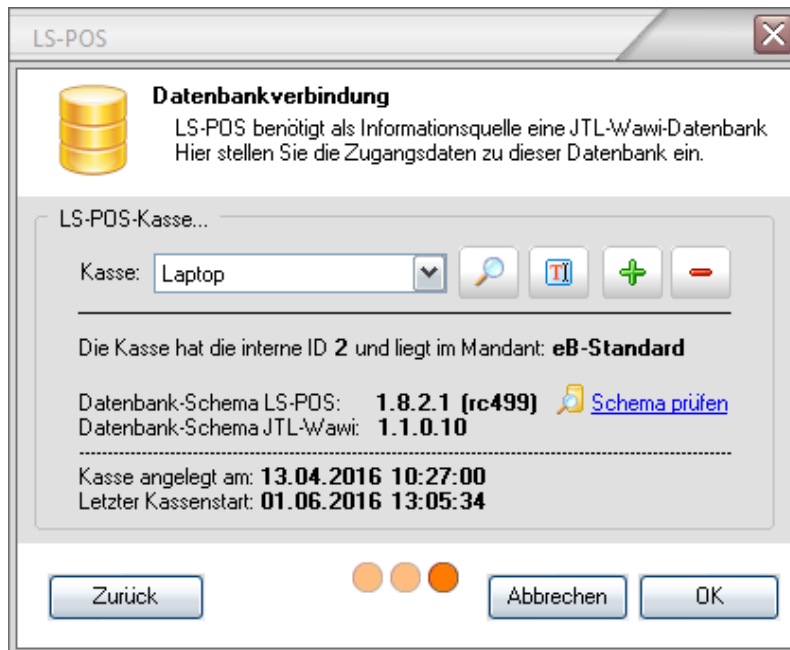 LS-POS
Datenbankverbindung
LS-POS benötigt als Informationsquelle eine JTL-Wawi-Datenbank
Hier stellen Sie die Zugangsdaten zu dieser Datenbank ein.
LS-POS-Kasse...
Kasse: Laptop
Die Kasse hat die interne ID 2 und liegt im Mandant: eB-Standard
Datenbank-Schema LS-POS: 1.8.2.1 (rc499) Schema prüfen
Datenbank-Schema JTL-Wawi: 1.1.0.10
Kasse angelegt am: 13.04.2016 10:27:00
Letzter Kassenstart: 01.06.2016 13:05:34
Zurück Abbrechen OK